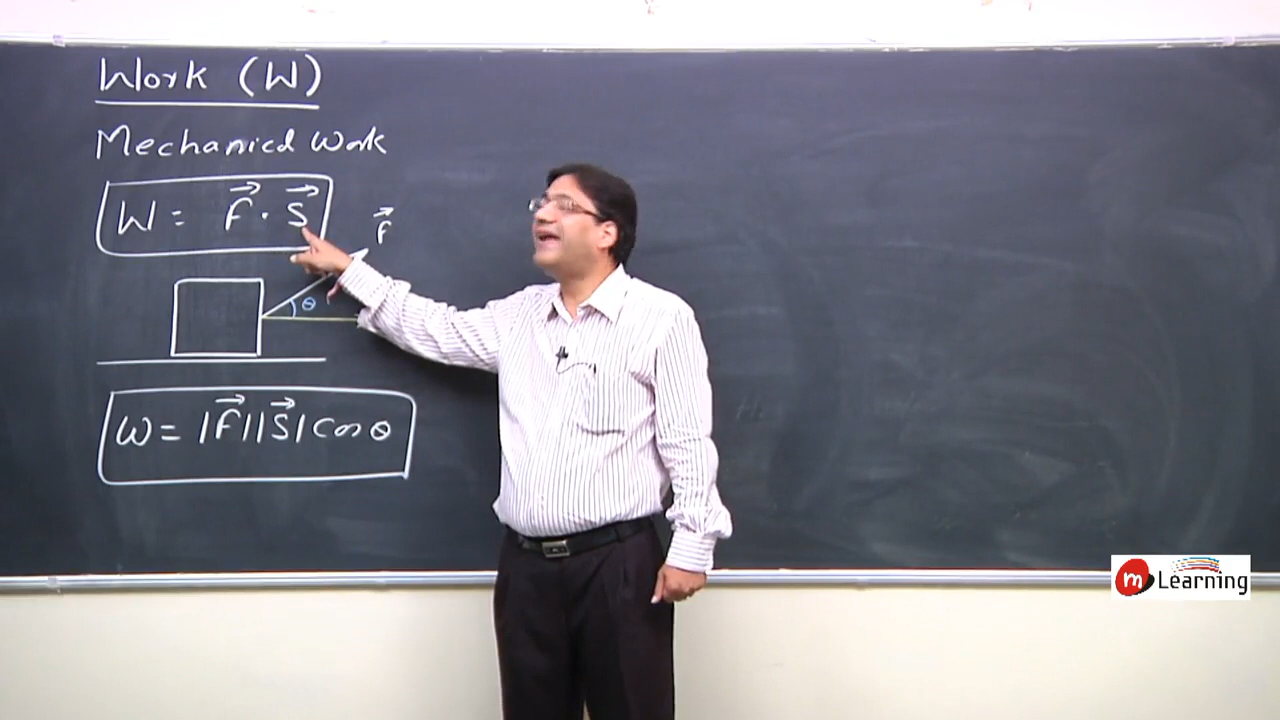 Work (W)
Mechanical Work
W = F⃗ · S⃗
F⃗
θ
W = |F⃗||S⃗| cos θ
m Learning